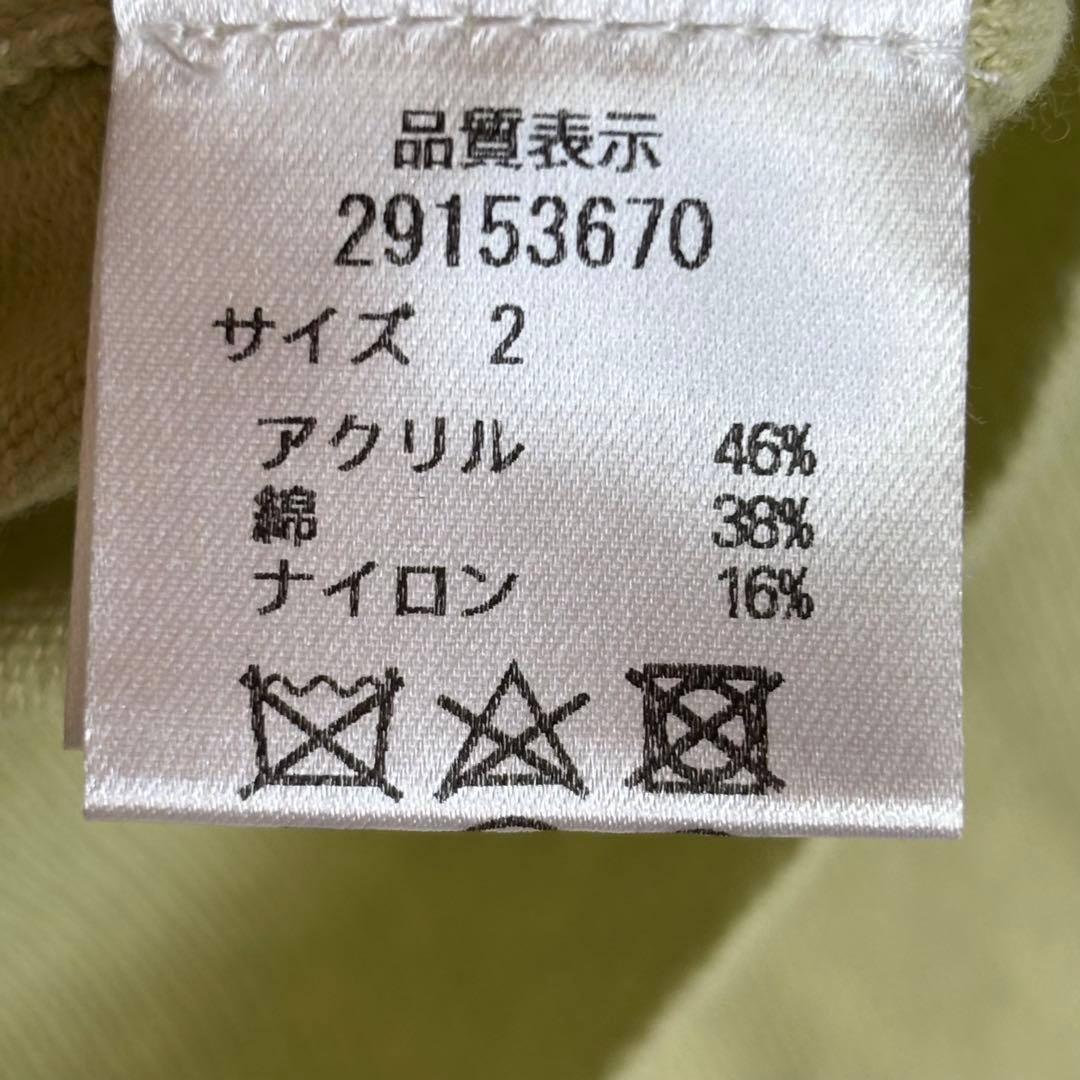 品質表示
29153670
サイズ 2
アクリル 46%
綿 38%
ナイロン 16%